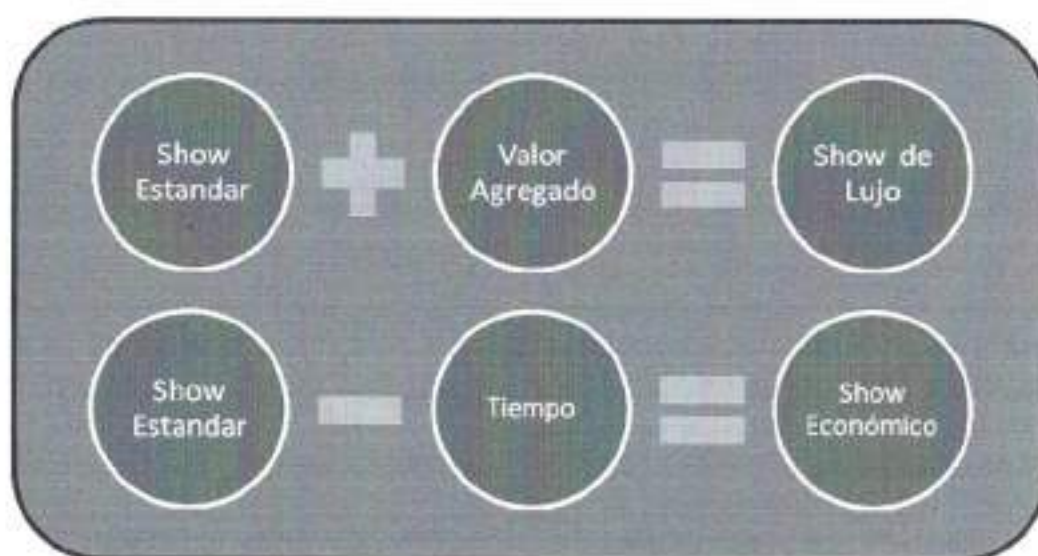 Show
Estandar
Valor
Agregado
Show de
Lujo
Show
Estandar
Tiempo
Show
Económico